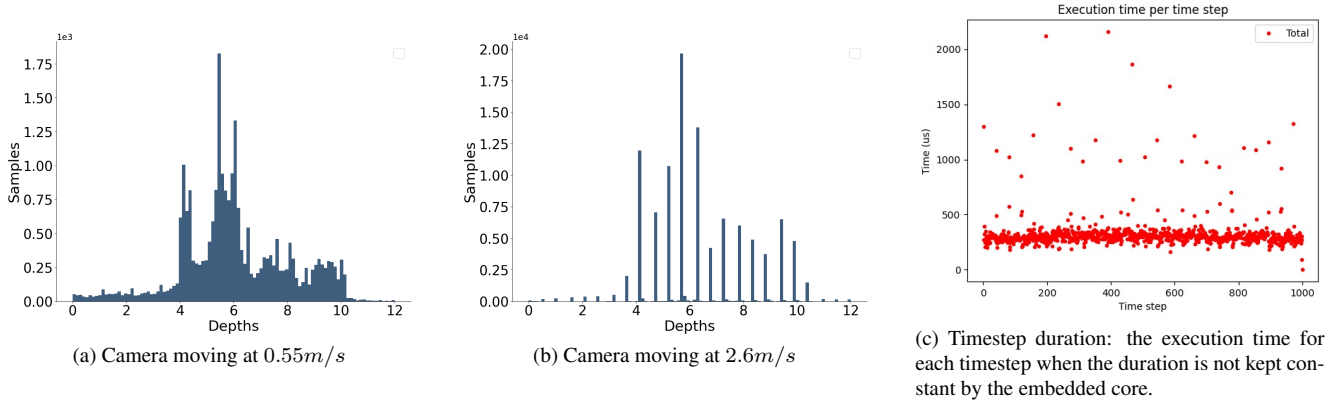 1e3
1.75
1.50
1.25
1.00
0.75
0.50
0.25
0.00
Samples
0 2 4 6 8 10 12
Depths
(a) Camera moving at 0.55m/s
1e4
2.00
1.75
1.50
1.25
1.00
0.75
0.50
0.25
0.00
Samples
0 2 4 6 8 10 12
Depths
(b) Camera moving at 2.6m/s
Execution time per time step
Total
2000
1500
1000
500
0
Time (us)
0 200 400 600 800 1000
Time step
(c) Timestep duration: the execution time for
each timestep when the duration is not kept con-
stant by the embedded core.